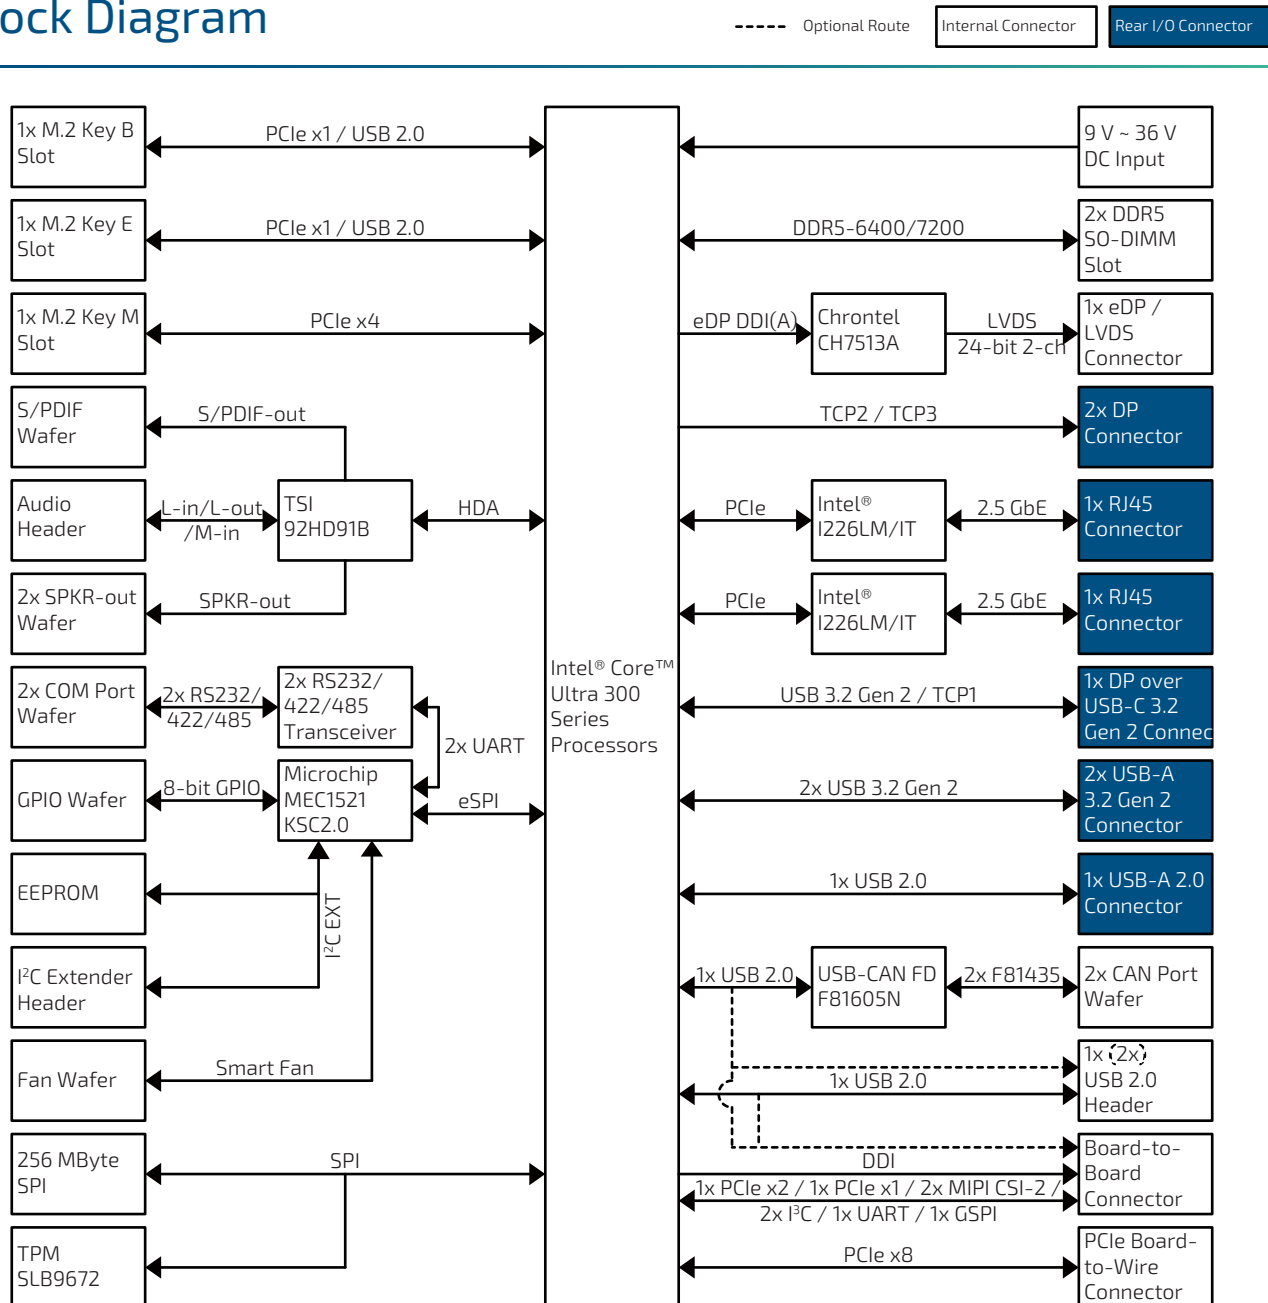 ock Diagram
Optional Route
Internal Connector
Rear I/O Connector
1x M.2 Key B
Slot
PCIe x1 / USB 2.0
1x M.2 Key E
Slot
PCIe x1 / USB 2.0
1x M.2 Key M
Slot
PCIe x4
S/PDIF
Wafer
S/PDIF-out
Audio
Header
L-in/L-out
/M-in
TSI
92HD91B
HDA
2x SPKR-out
Wafer
SPKR-out
2x COM Port
Wafer
2x RS232/
422/485
2x RS232/
422/485
Transceiver
2x UART
GPIO Wafer
8-bit GPIO
Microchip
MEC1521
KSC2.0
eSPI
EEPROM
I²C EXT
I²C Extender
Header
Fan Wafer
Smart Fan
256 MByte
SPI
SPI
TPM
SLB9672
Intel® Core™
Ultra 300
Series
Processors
9 V ~ 36 V
DC Input
DDR5-6400/7200
2x DDR5
SO-DIMM
Slot
eDP DDI(A)
Chrontel
CH7513A
LVDS
24-bit 2-ch
1x eDP /
LVDS
Connector
TCP2 / TCP3
2x DP
Connector
PCIe
Intel®
I226LM/IT
2.5 GbE
1x RJ45
Connector
PCIe
Intel®
I226LM/IT
2.5 GbE
1x RJ45
Connector
USB 3.2 Gen 2 / TCP1
1x DP over
USB-C 3.2
Gen 2 Connec
2x USB 3.2 Gen 2
2x USB-A
3.2 Gen 2
Connector
1x USB 2.0
1x USB-A 2.0
Connector
1x USB 2.0
USB-CAN FD
F81605N
2x F81435
2x CAN Port
Wafer
1x USB 2.0
1x (2x)
USB 2.0
Header
DDI
1x PCIe x2 / 1x PCIe x1 / 2x MIPI CSI-2 /
2x I³C / 1x UART / 1x GSPI
Board-to-
Board
Connector
PCIe x8
PCIe Board-
to-Wire
Connector